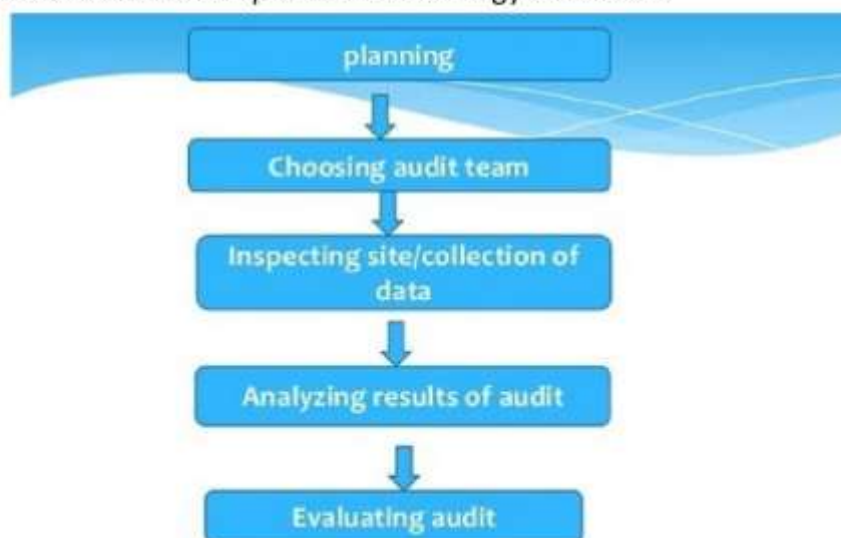 planning
Choosing audit team
Inspecting site/collection of
data
Analyzing results of audit
Evaluating audit